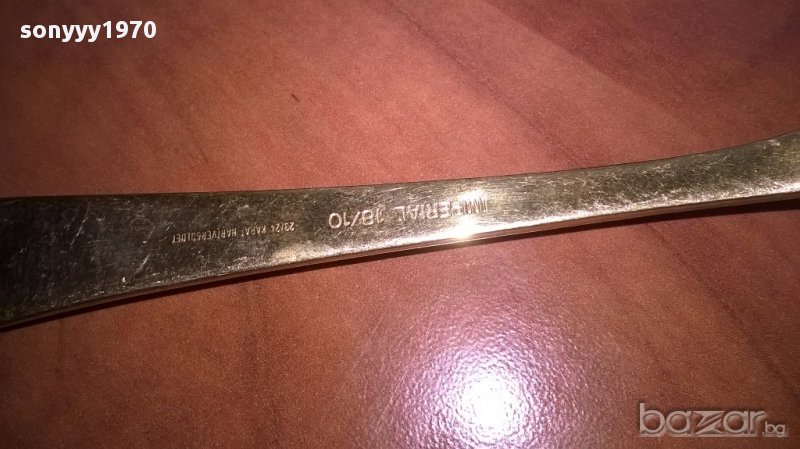 sonyyy1970
IMPERIAL 18/10
23/24 KARAT HARTVERGOLDET
bazar.bg